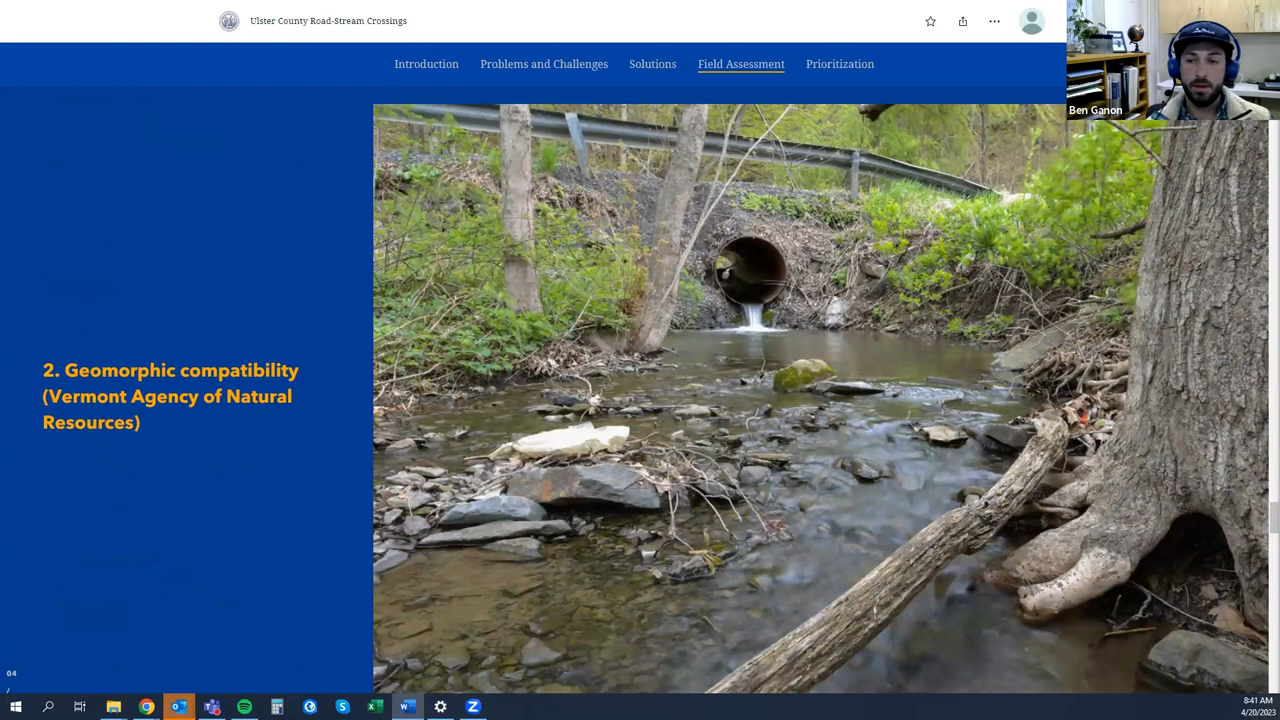 Ulster County Road-Stream Crossings
Introduction
Problems and Challenges
Solutions
Field Assessment
Prioritization
Ben Ganon
2. Geomorphic compatibility
(Vermont Agency of Natural
Resources)
04
/
8:41 AM
4/20/2023